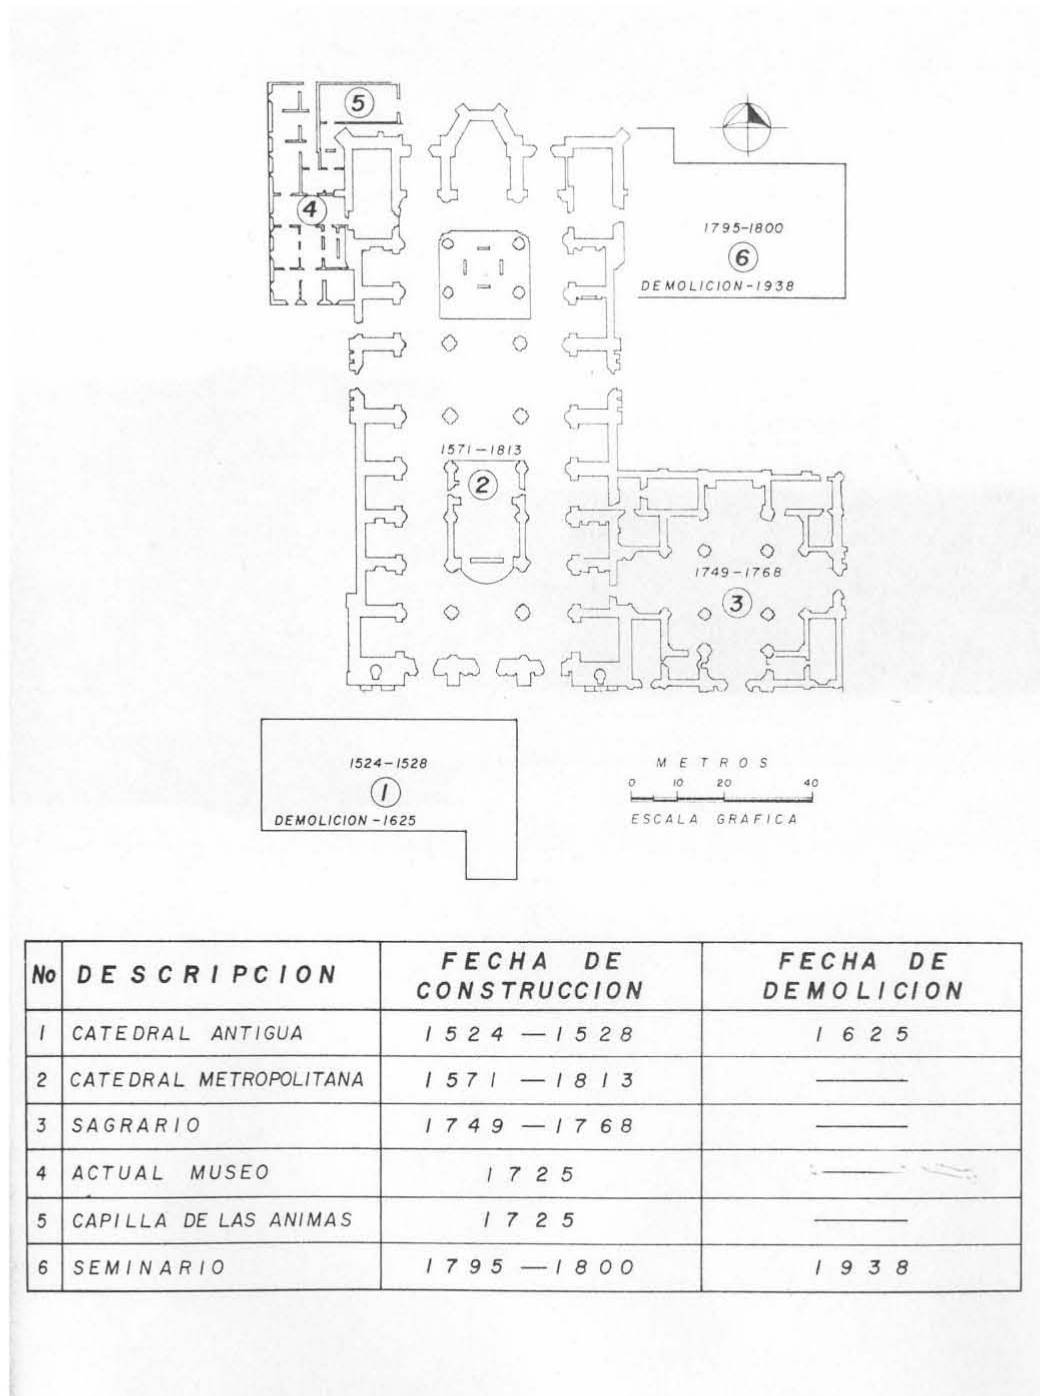 5
4
1795-1800
6
DEMOLICION-1938
1571-1813
2
1749-1768
3
1524-1528
1
DEMOLICION-1625
METROS
0 10 20 40
ESCALA GRAFICA
No DESCRIPCION FECHA DE CONSTRUCCION FECHA DE DEMOLICION
1 CATEDRAL ANTIGUA 1524-1528 1625
2 CATEDRAL METROPOLITANA 1571-1813 ——
3 SAGRARIO 1749-1768 ——
4 ACTUAL MUSEO 1725 ——
5 CAPILLA DE LAS ANIMAS 1725 ——
6 SEMINARIO 1795-1800 1938